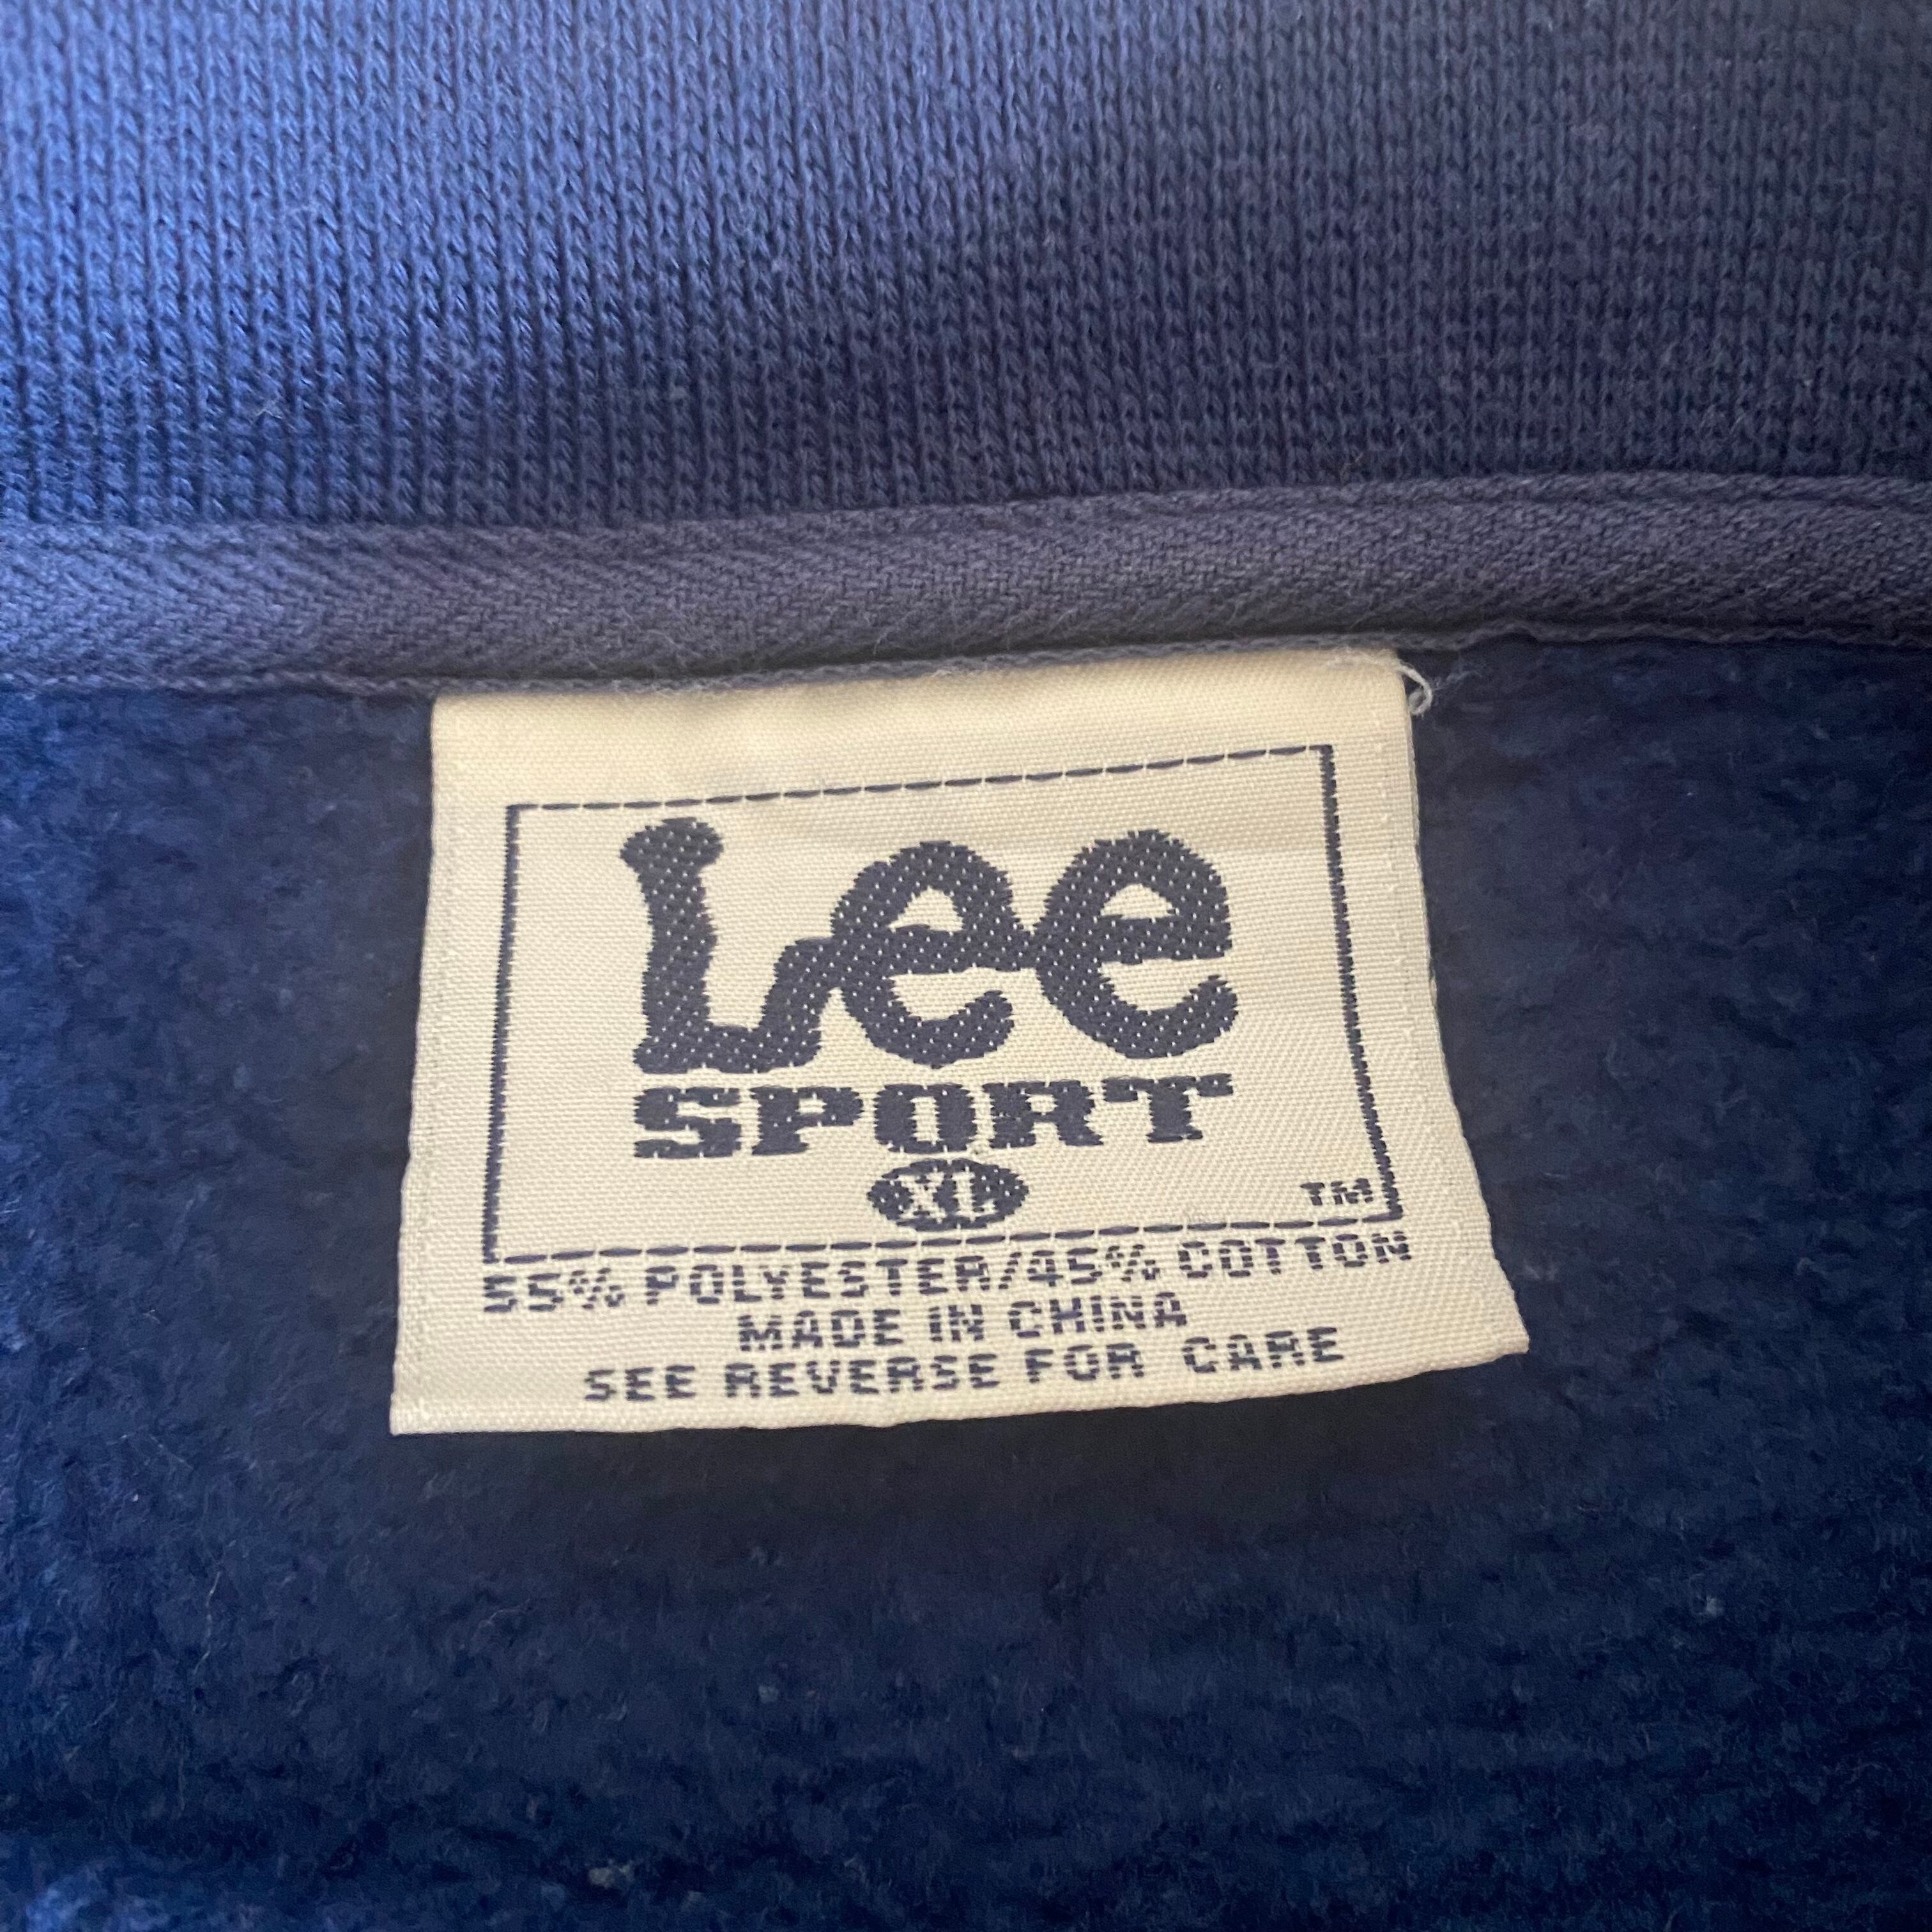 Lee
SPORT
XL
TM
55% POLYESTER/45% COTTON
MADE IN CHINA
SEE REVERSE FOR CARE